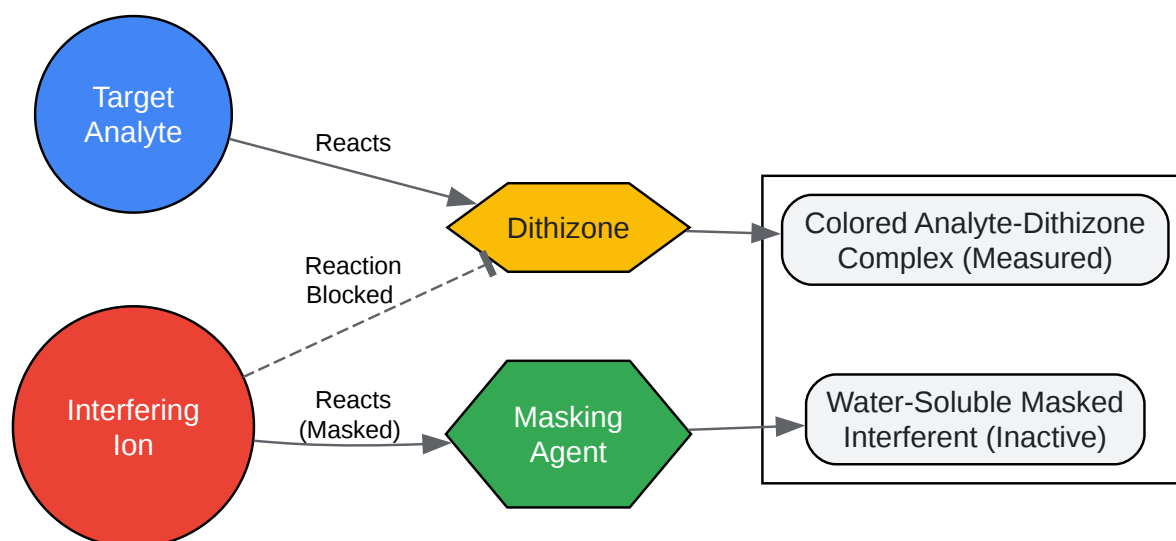 Target
Analyte
Reacts
Dithizone
Colored Analyte-Dithizone
Complex (Measured)
Reaction
Blocked
Interfering
Ion
Reacts
(Masked)
Masking
Agent
Water-Soluble Masked
Interferent (Inactive)